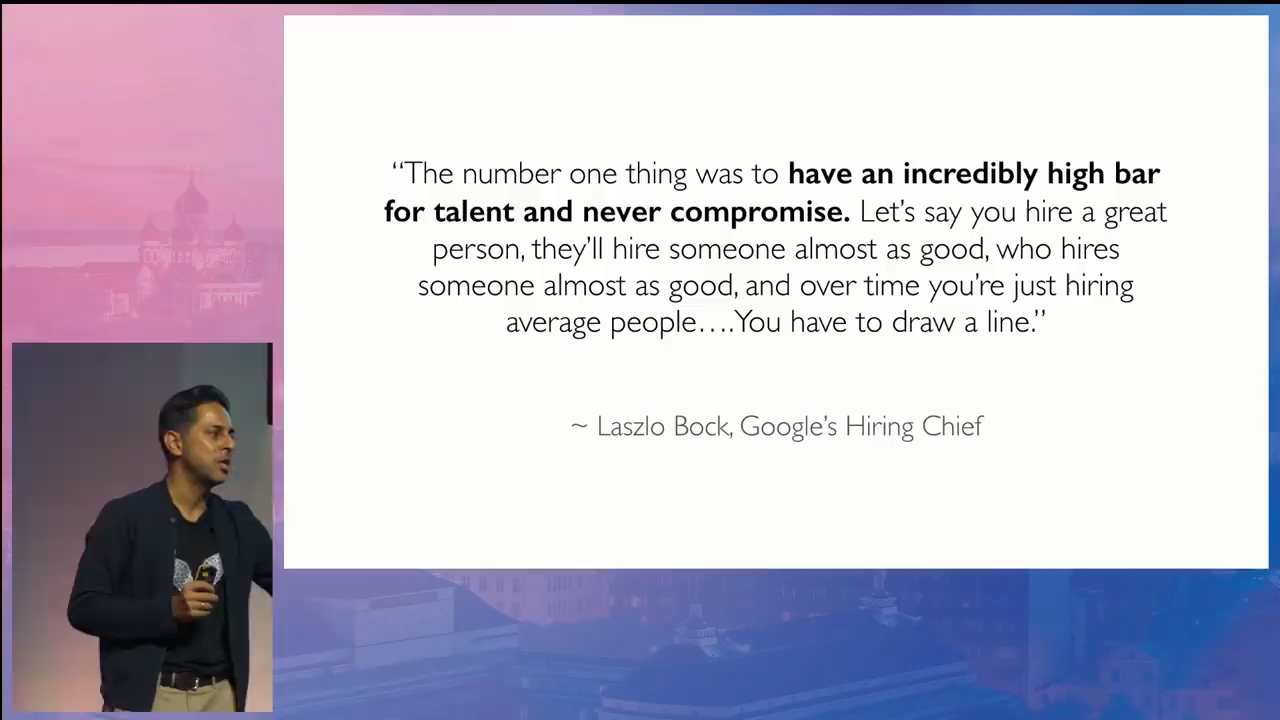 “The number one thing was to have an incredibly high bar
for talent and never compromise. Let’s say you hire a great
person, they’ll hire someone almost as good, who hires
someone almost as good, and over time you’re just hiring
average people….You have to draw a line.”
~ Laszlo Bock, Google’s Hiring Chief